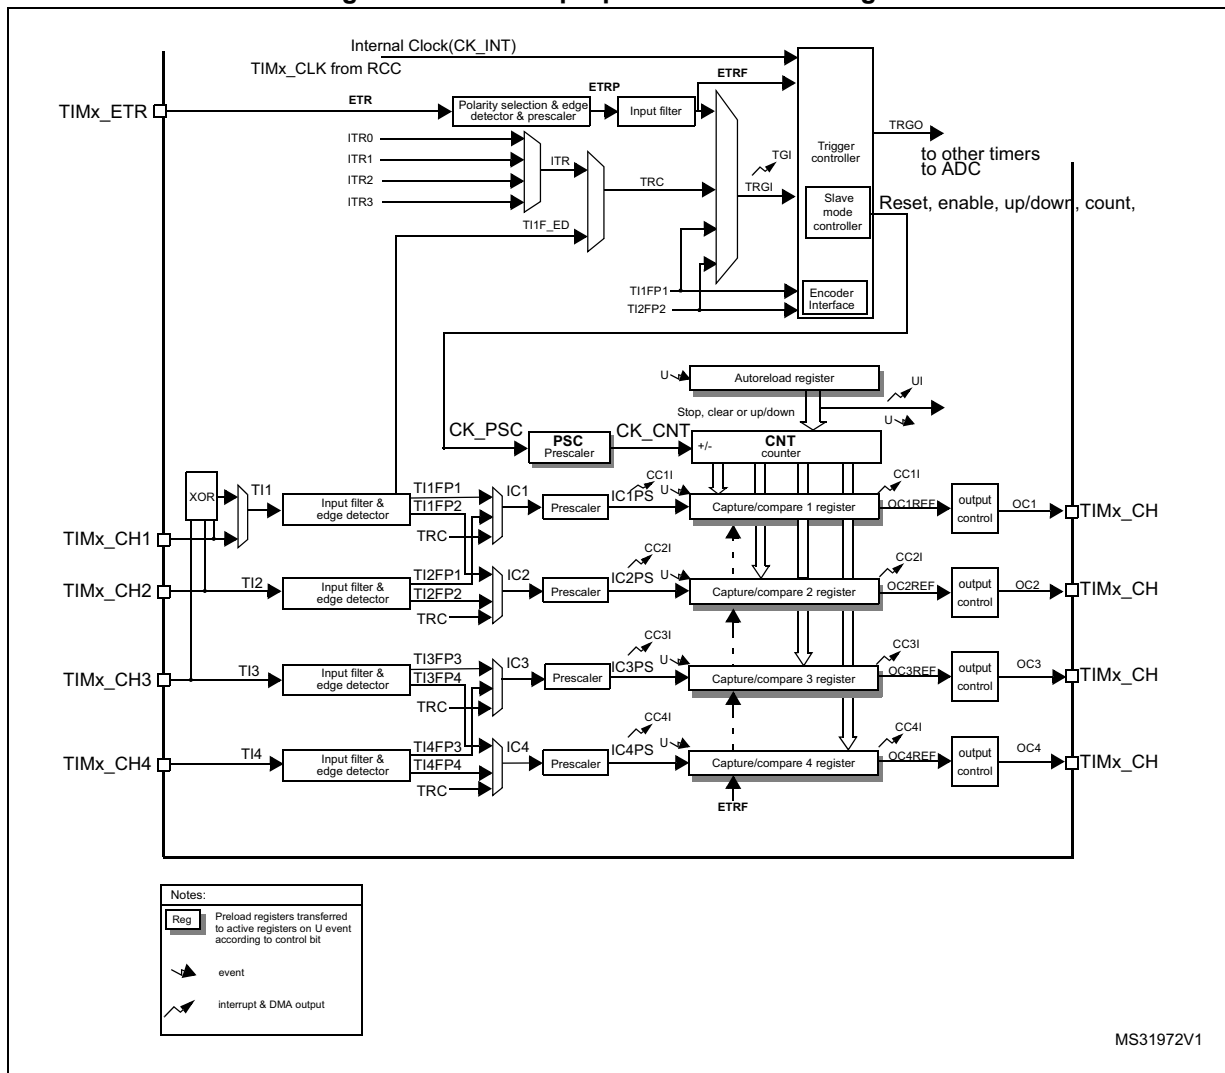 Internal Clock(CK_INT)
TIMx_CLK from RCC
ETRF
ETRP
ETR
TIMx_ETR
Polarity selection & edge
detector & prescaler
Input filter
ITR0
ITR1
ITR2
ITR3
ITR
TRC
TI1F_ED
TGI
TRGI
Trigger
controller
TRGO
to other timers
to ADC
Slave
mode
controller
Reset, enable, up/down, count,
TI1FP1
TI2FP2
Encoder
Interface
U
Autoreload register
UI
Stop, clear or up/down
U
CK_PSC
PSC
Prescaler
CK_CNT
+/-
CNT
counter
XOR
TI1
Input filter &
edge detector
TI1FP1
TI1FP2
TRC
IC1
Prescaler
CC1I
IC1PS
U
Capture/compare 1 register
CC1I
OC1REF
output
control
OC1
TIMx_CH
TIMx_CH1
TIMx_CH2
TI2
Input filter &
edge detector
TI2FP1
TI2FP2
TRC
IC2
Prescaler
CC2I
IC2PS
U
Capture/compare 2 register
CC2I
OC2REF
output
control
OC2
TIMx_CH
TIMx_CH3
TI3
Input filter &
edge detector
TI3FP3
TI3FP4
TRC
IC3
Prescaler
CC3I
IC3PS
U
Capture/compare 3 register
CC3I
OC3REF
output
control
OC3
TIMx_CH
TIMx_CH4
TI4
Input filter &
edge detector
TI4FP3
TI4FP4
TRC
IC4
Prescaler
CC4I
IC4PS
U
Capture/compare 4 register
CC4I
OC4REF
output
control
OC4
TIMx_CH
ETRF
Notes:
Reg
Preload registers transferred
to active registers on U event
according to control bit
event
interrupt & DMA output
MS31972V1